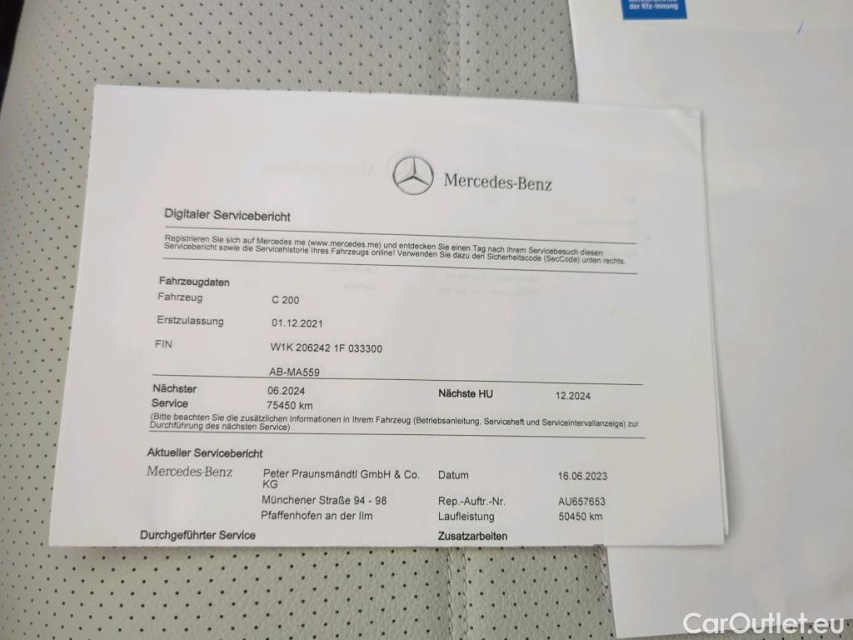 der Kfz-Innung
Mercedes-Benz
Digitaler Servicebericht
Registrieren Sie sich auf Mercedes me (www.mercedes.me) und entdecken Sie einen Tag nach Ihrem Servicebesuch diesen
Servicebericht sowie die Servicehistorie Ihres Fahrzeugs online! Verwenden Sie dazu den Sicherheitscode (SecCode) unten rechts.
Fahrzeugdaten
Fahrzeug C 200
Erstzulassung 01.12.2021
FIN W1K 206242 1F 033300
AB-MA559
Nächster 06.2024 Nächste HU 12.2024
Service 75450 km
(Bitte beachten Sie die zusätzlichen Informationen in Ihrem Fahrzeug (Betriebsanleitung, Serviceheft und Serviceintervallanzeige) zur
Durchführung des nächsten Service)
Aktueller Servicebericht
Mercedes-Benz Peter Praunsmändtl GmbH & Co. Datum 16.06.2023
KG
Münchener Straße 94 - 98 Rep.-Auftr.-Nr. AU657653
Pfaffenhofen an der Ilm Laufleistung 50450 km
Durchgeführter Service Zusatzarbeiten
CarOutlet.eu